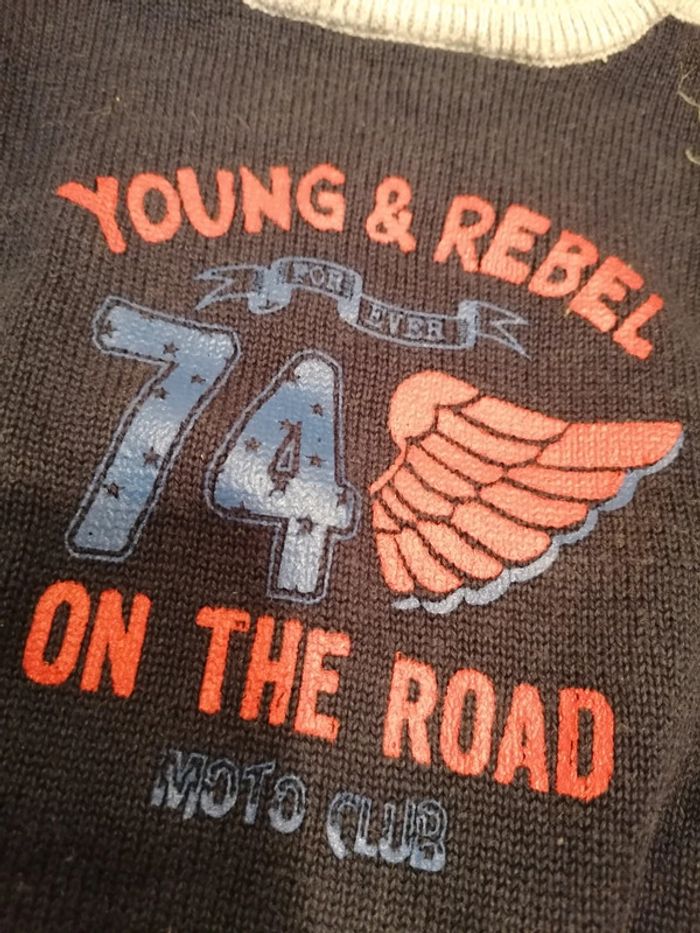 YOUNG & REBEL
FOR EVER
74
ON THE ROAD
MOTO CLUB